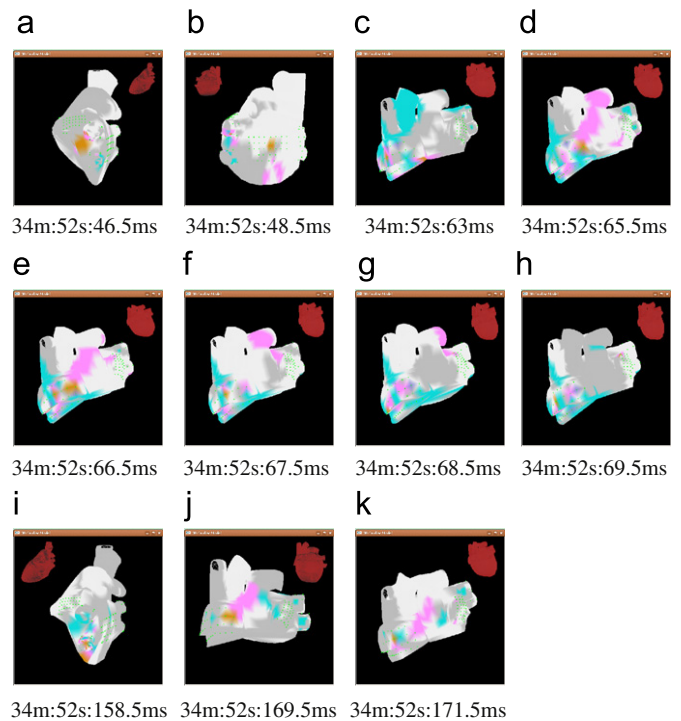 a b c d
34m:52s:46.5ms 34m:52s:48.5ms 34m:52s:63ms 34m:52s:65.5ms
e f g h
34m:52s:66.5ms 34m:52s:67.5ms 34m:52s:68.5ms 34m:52s:69.5ms
i j k
34m:52s:158.5ms 34m:52s:169.5ms 34m:52s:171.5ms